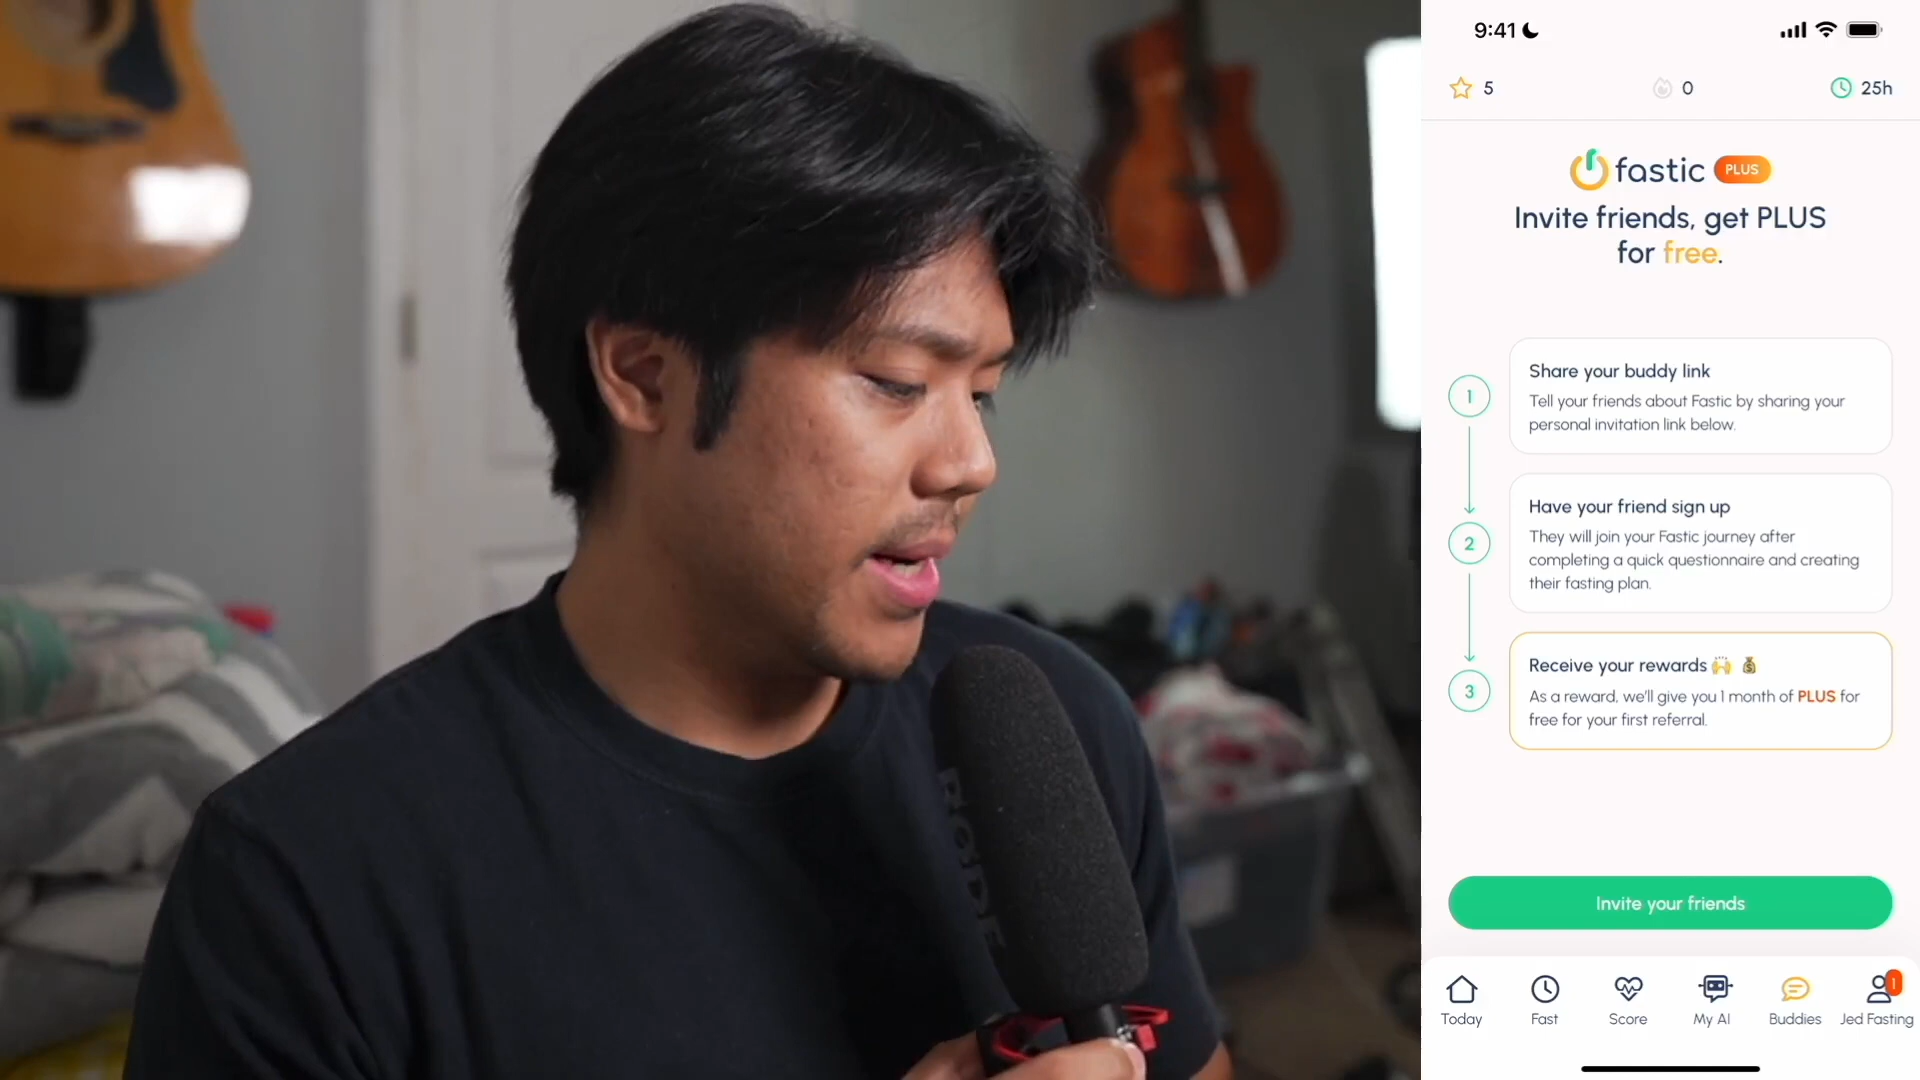 9:41
5
0
25h
fastic PLUS
Invite friends, get PLUS
for free.
1
Share your buddy link
Tell your friends about Fastic by sharing your
personal invitation link below.
2
Have your friend sign up
They will join your Fastic journey after
completing a quick questionnaire and creating
their fasting plan.
3
Receive your rewards 🙌 💰
As a reward, we'll give you 1 month of PLUS for
free for your first referral.
Invite your friends
Today
Fast
Score
My AI
Buddies
1
Jed Fasting
RODE